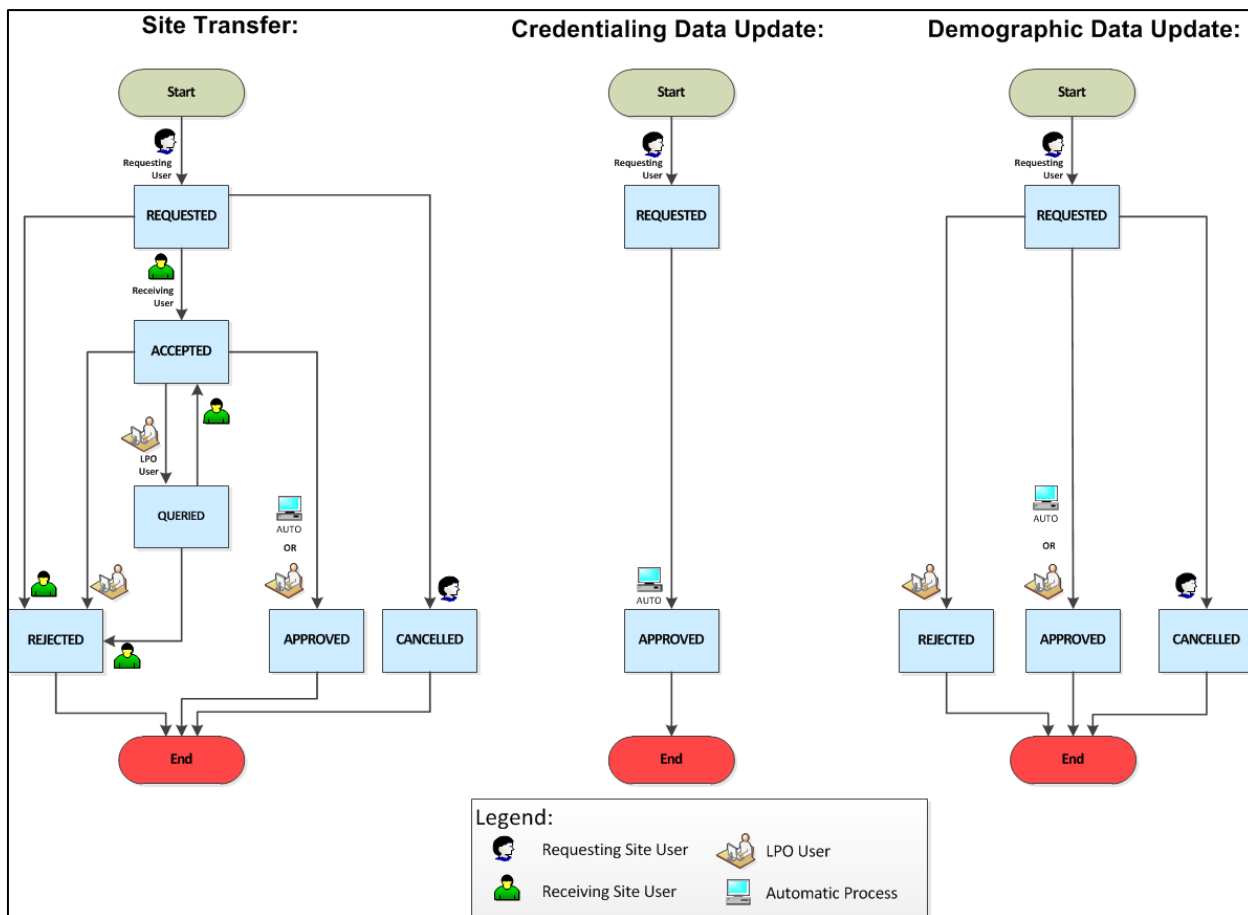 Site Transfer:
Start
Requesting
User
REQUESTED
Receiving
User
ACCEPTED
LPO
User
QUERIED
AUTO
OR
REJECTED
APPROVED
CANCELLED
End
Credentialing Data Update:
Start
Requesting
User
REQUESTED
AUTO
APPROVED
End
Demographic Data Update:
Start
Requesting
User
REQUESTED
AUTO
OR
REJECTED
APPROVED
CANCELLED
End
Legend:
Requesting Site User
LPO User
Receiving Site User
Automatic Process